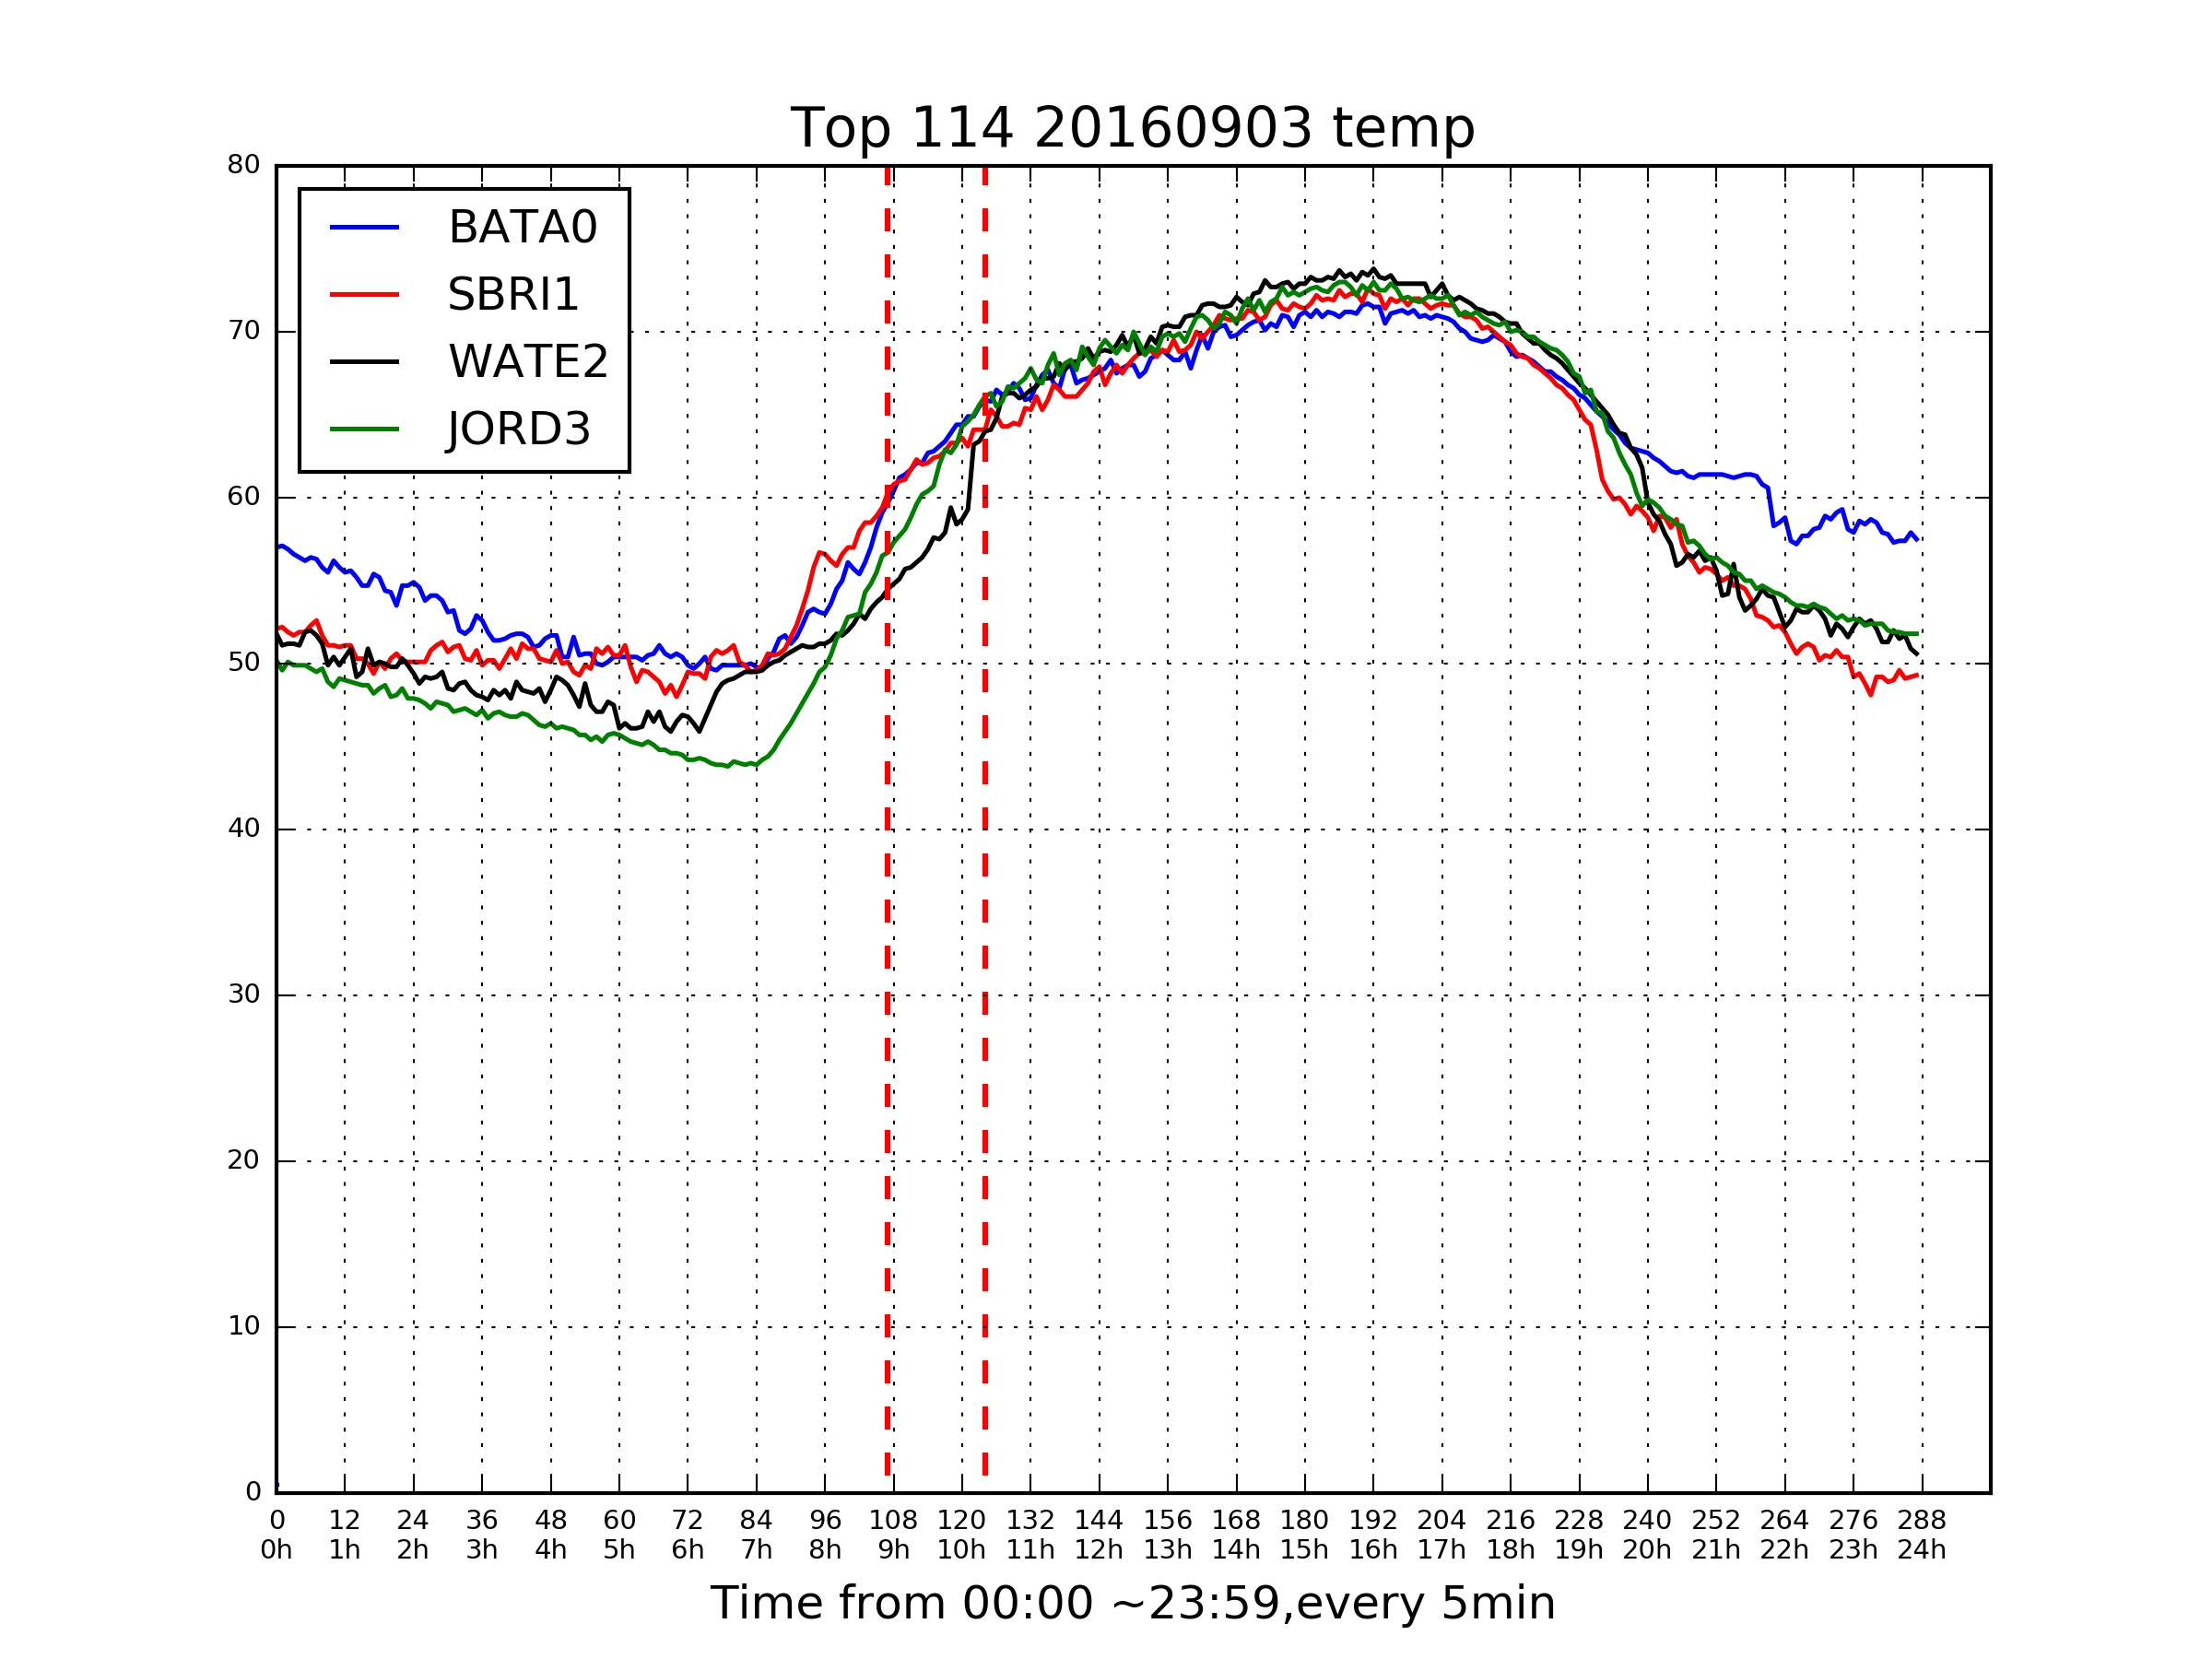 Top 114 20160903 temp
80
70
60
50
40
30
20
10
0
BATA0
SBRI1
WATE2
JORD3
0 12 24 36 48 60 72 84 96 108 120 132 144 156 168 180 192 204 216 228 240 252 264 276 288
0h 1h 2h 3h 4h 5h 6h 7h 8h 9h 10h 11h 12h 13h 14h 15h 16h 17h 18h 19h 20h 21h 22h 23h 24h
Time from 00:00 ~23:59,every 5min